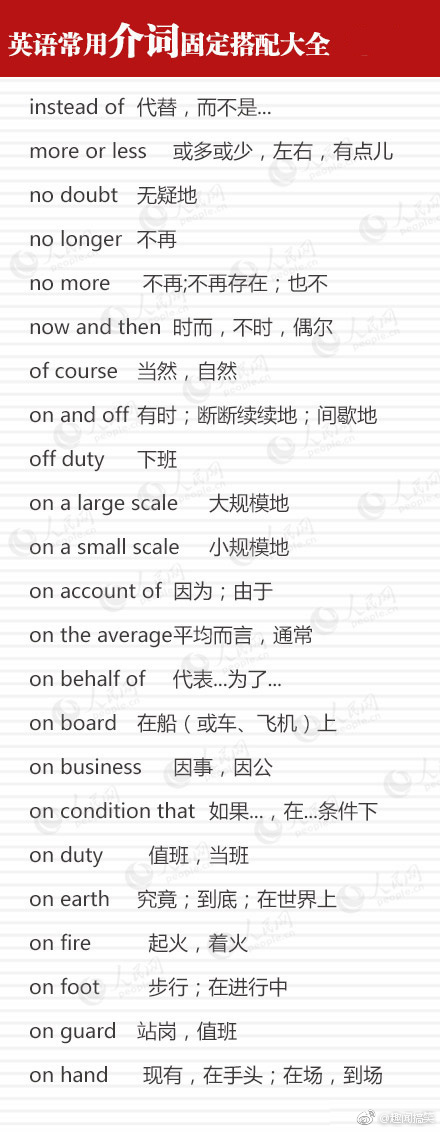 英语常用介词固定搭配大全
instead of 代替，而不是...
more or less 或多或少，左右，有点儿
no doubt 无疑地
no longer 不再
no more 不再;不再存在；也不
now and then 时而，不时，偶尔
of course 当然，自然
on and off 有时；断断续续地；间歇地
off duty 下班
on a large scale 大规模地
on a small scale 小规模地
on account of 因为；由于
on the average平均而言，通常
on behalf of 代表...为了...
on board 在船（或车、飞机）上
on business 因事，因公
on condition that 如果...，在...条件下
on duty 值班，当班
on earth 究竟；到底；在世界上
on fire 起火，着火
on foot 步行；在进行中
on guard 站岗，值班
on hand 现有，在手头；在场，到场
人民网
people.cn